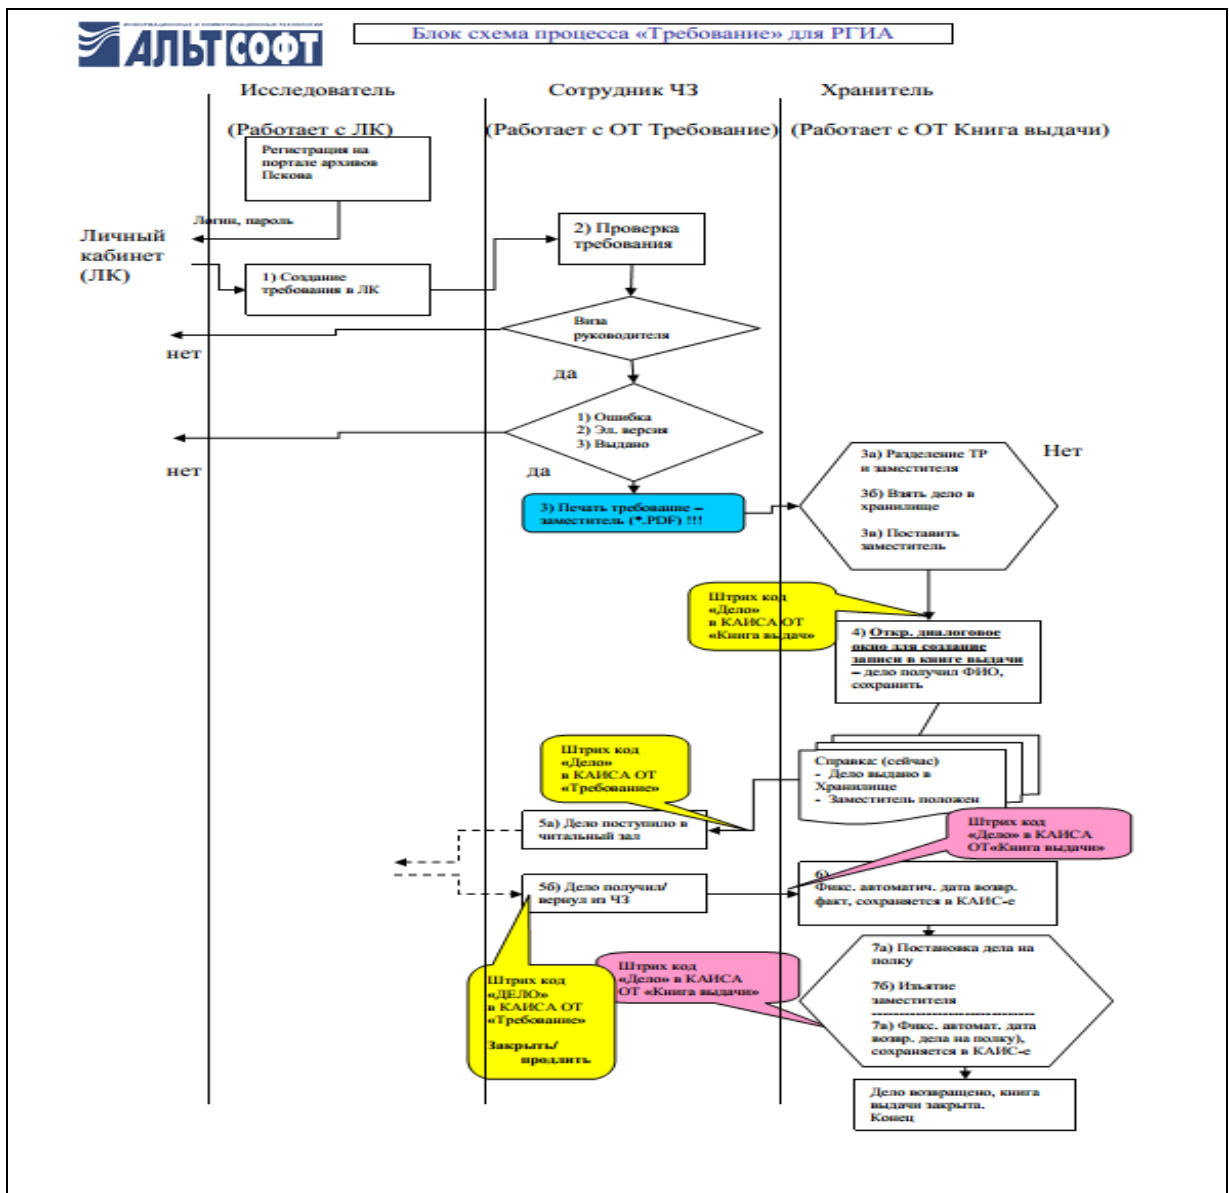 ИНФОРМАЦИОННЫЕ И КОММУНИКАЦИОННЫЕ ТЕХНОЛОГИИ
АЛЬТСОФТ
Блок схема процесса «Требование» для РГИА
Исследователь
(Работает с ЛК)
Сотрудник ЧЗ
(Работает с ОТ Требование)
Хранитель
(Работает с ОТ Книга выдачи)
Регистрация на
портале архивов
Пскова
Логин, пароль
Личный
кабинет
(ЛК)
1) Создание
требования в ЛК
2) Проверка
требования
Виза
руководителя
нет
да
1) Ошибка
2) Эл. версия
3) Выдано
нет
да
3) Печать требование –
заместитель (*.PDF) !!!
3а) Разделение ТР
и заместителя
3б) Взять дело в
хранилище
3в) Поставить
заместитель
Нет
Штрих код
«Дело»
в КАИСА ОТ
«Книга выдач»
4) Откр. диалоговое
окно для создание
записи в книге выдачи
– дело получил ФИО,
сохранить
Штрих код
«Дело»
в КАИСА ОТ
«Требование»
Справка: (сейчас)
- Дело выдано в
Хранилище
- Заместитель положен
5а) Дело поступило в
читальный зал
Штрих код
«Дело» в КАИСА
ОТ«Книга выдачи»
5б) Дело получил/
вернул из ЧЗ
6)
Фикс. автоматич. дата возвр.
факт, сохраняется в КАИС-е
Штрих код
«ДЕЛО»
в КАИСА ОТ
«Требование»
Закрыть/
продлить
Штрих код
«Дело» в КАИСА
ОТ «Книга выдачи»
7а) Постановка дела на
полку
7б) Изъятие
заместителя
------------------------------
7в) Фикс. автомат. дата
возвр. дела на полку),
сохраняется в КАИС-е
Дело возвращено, книга
выдачи закрыта.
Конец